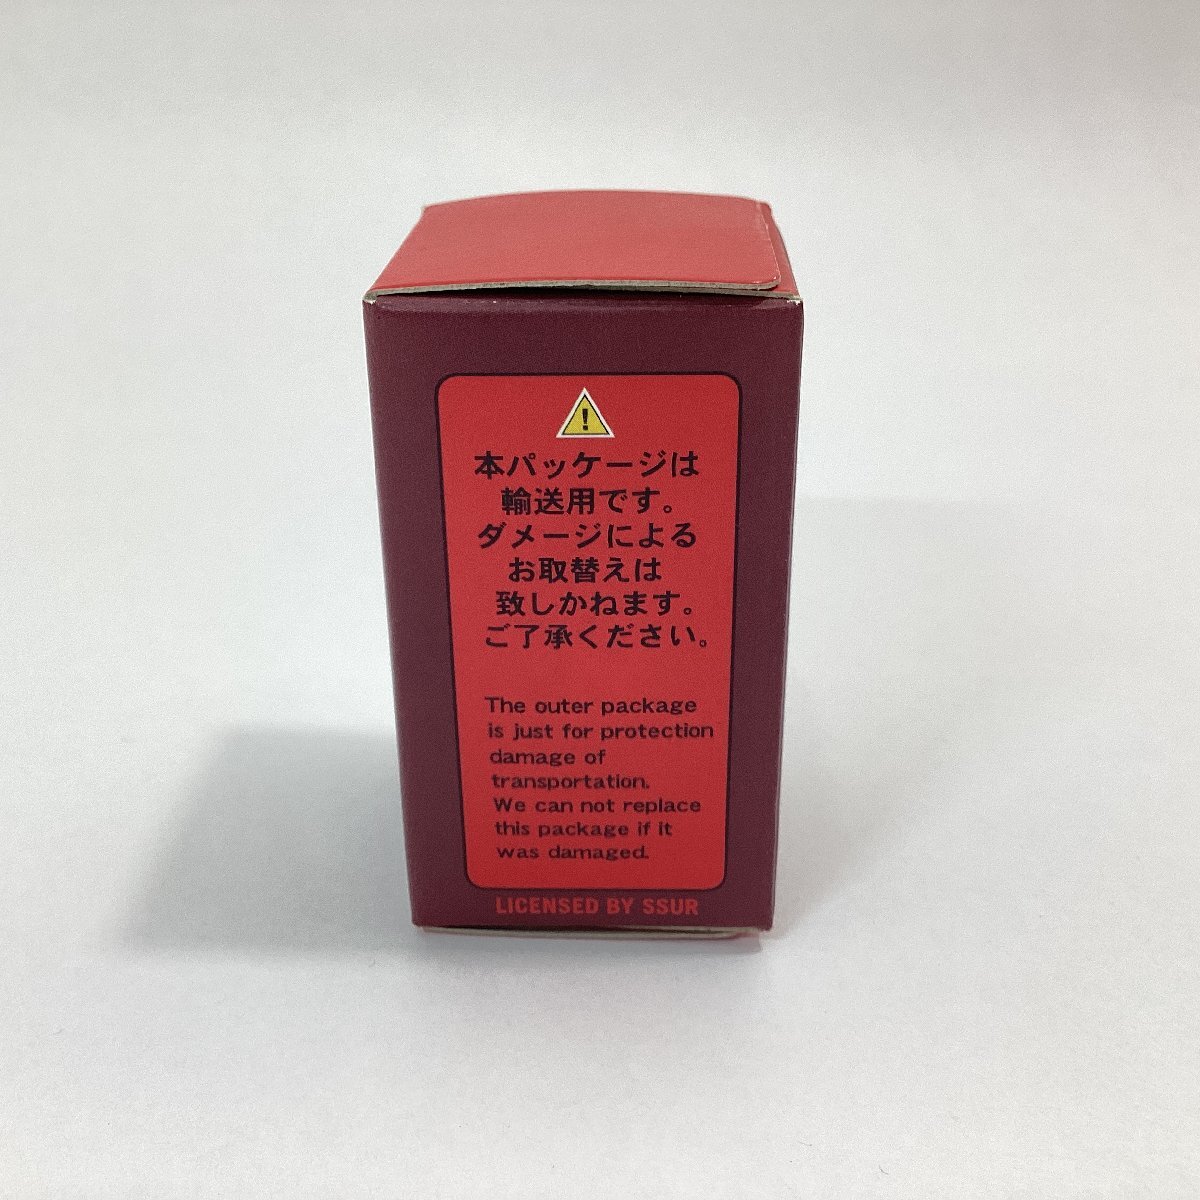 !
本パッケージは
輸送用です。
ダメージによる
お取替えは
致しかねます。
ご了承ください。
The outer package
is just for protection
damage of
transportation.
We can not replace
this package if it
was damaged.
LICENSED BY SSUR